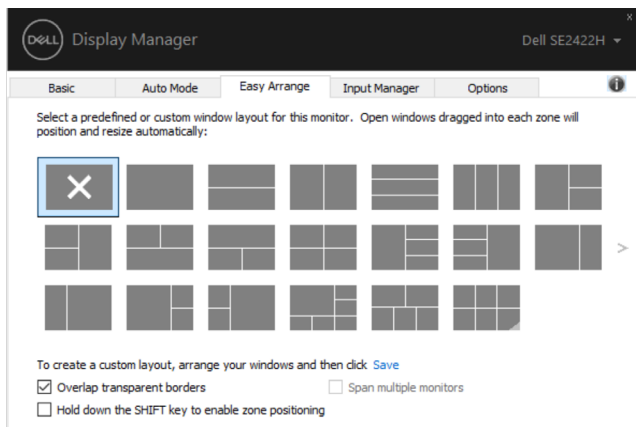 x
DELL Display Manager Dell SE2422H
Basic Auto Mode Easy Arrange Input Manager Options
Select a predefined or custom window layout for this monitor. Open windows dragged into each zone will
position and resize automatically:
To create a custom layout, arrange your windows and then click Save
Overlap transparent borders Span multiple monitors
Hold down the SHIFT key to enable zone positioning